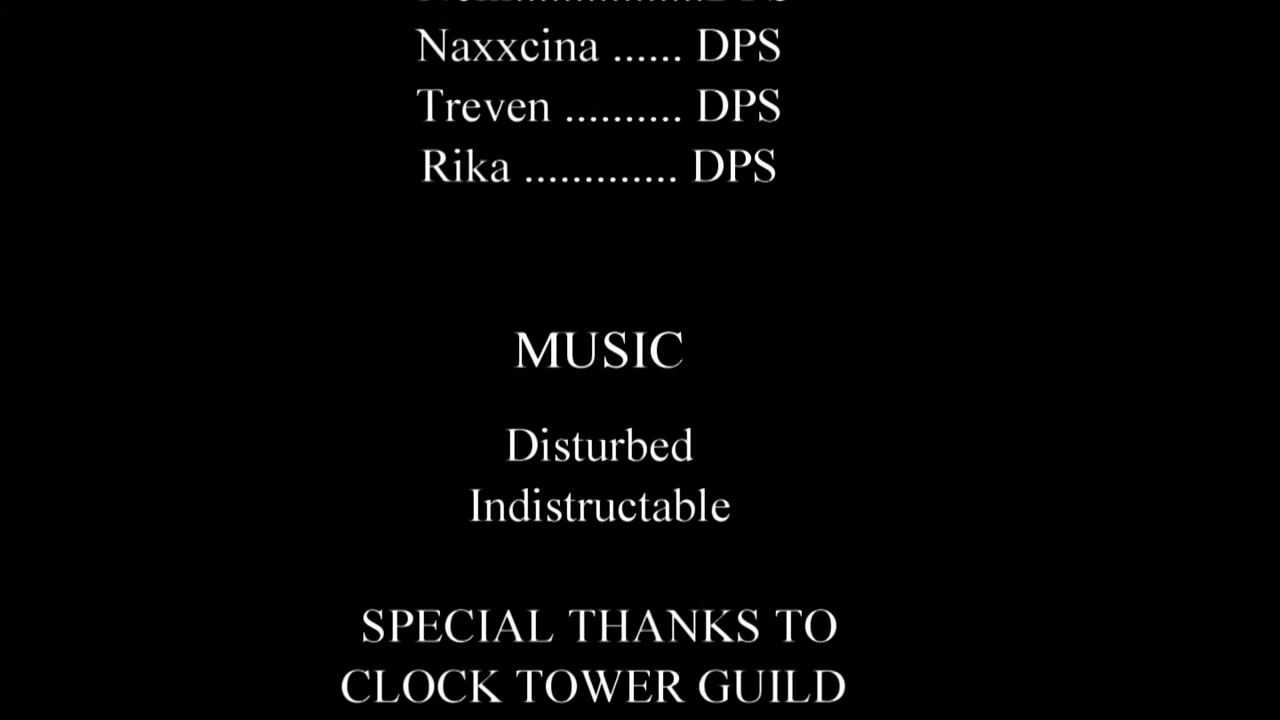 Naxxcina ...... DPS
Treven .......... DPS
Rika ............. DPS
MUSIC
Disturbed
Indistructable
SPECIAL THANKS TO
CLOCK TOWER GUILD